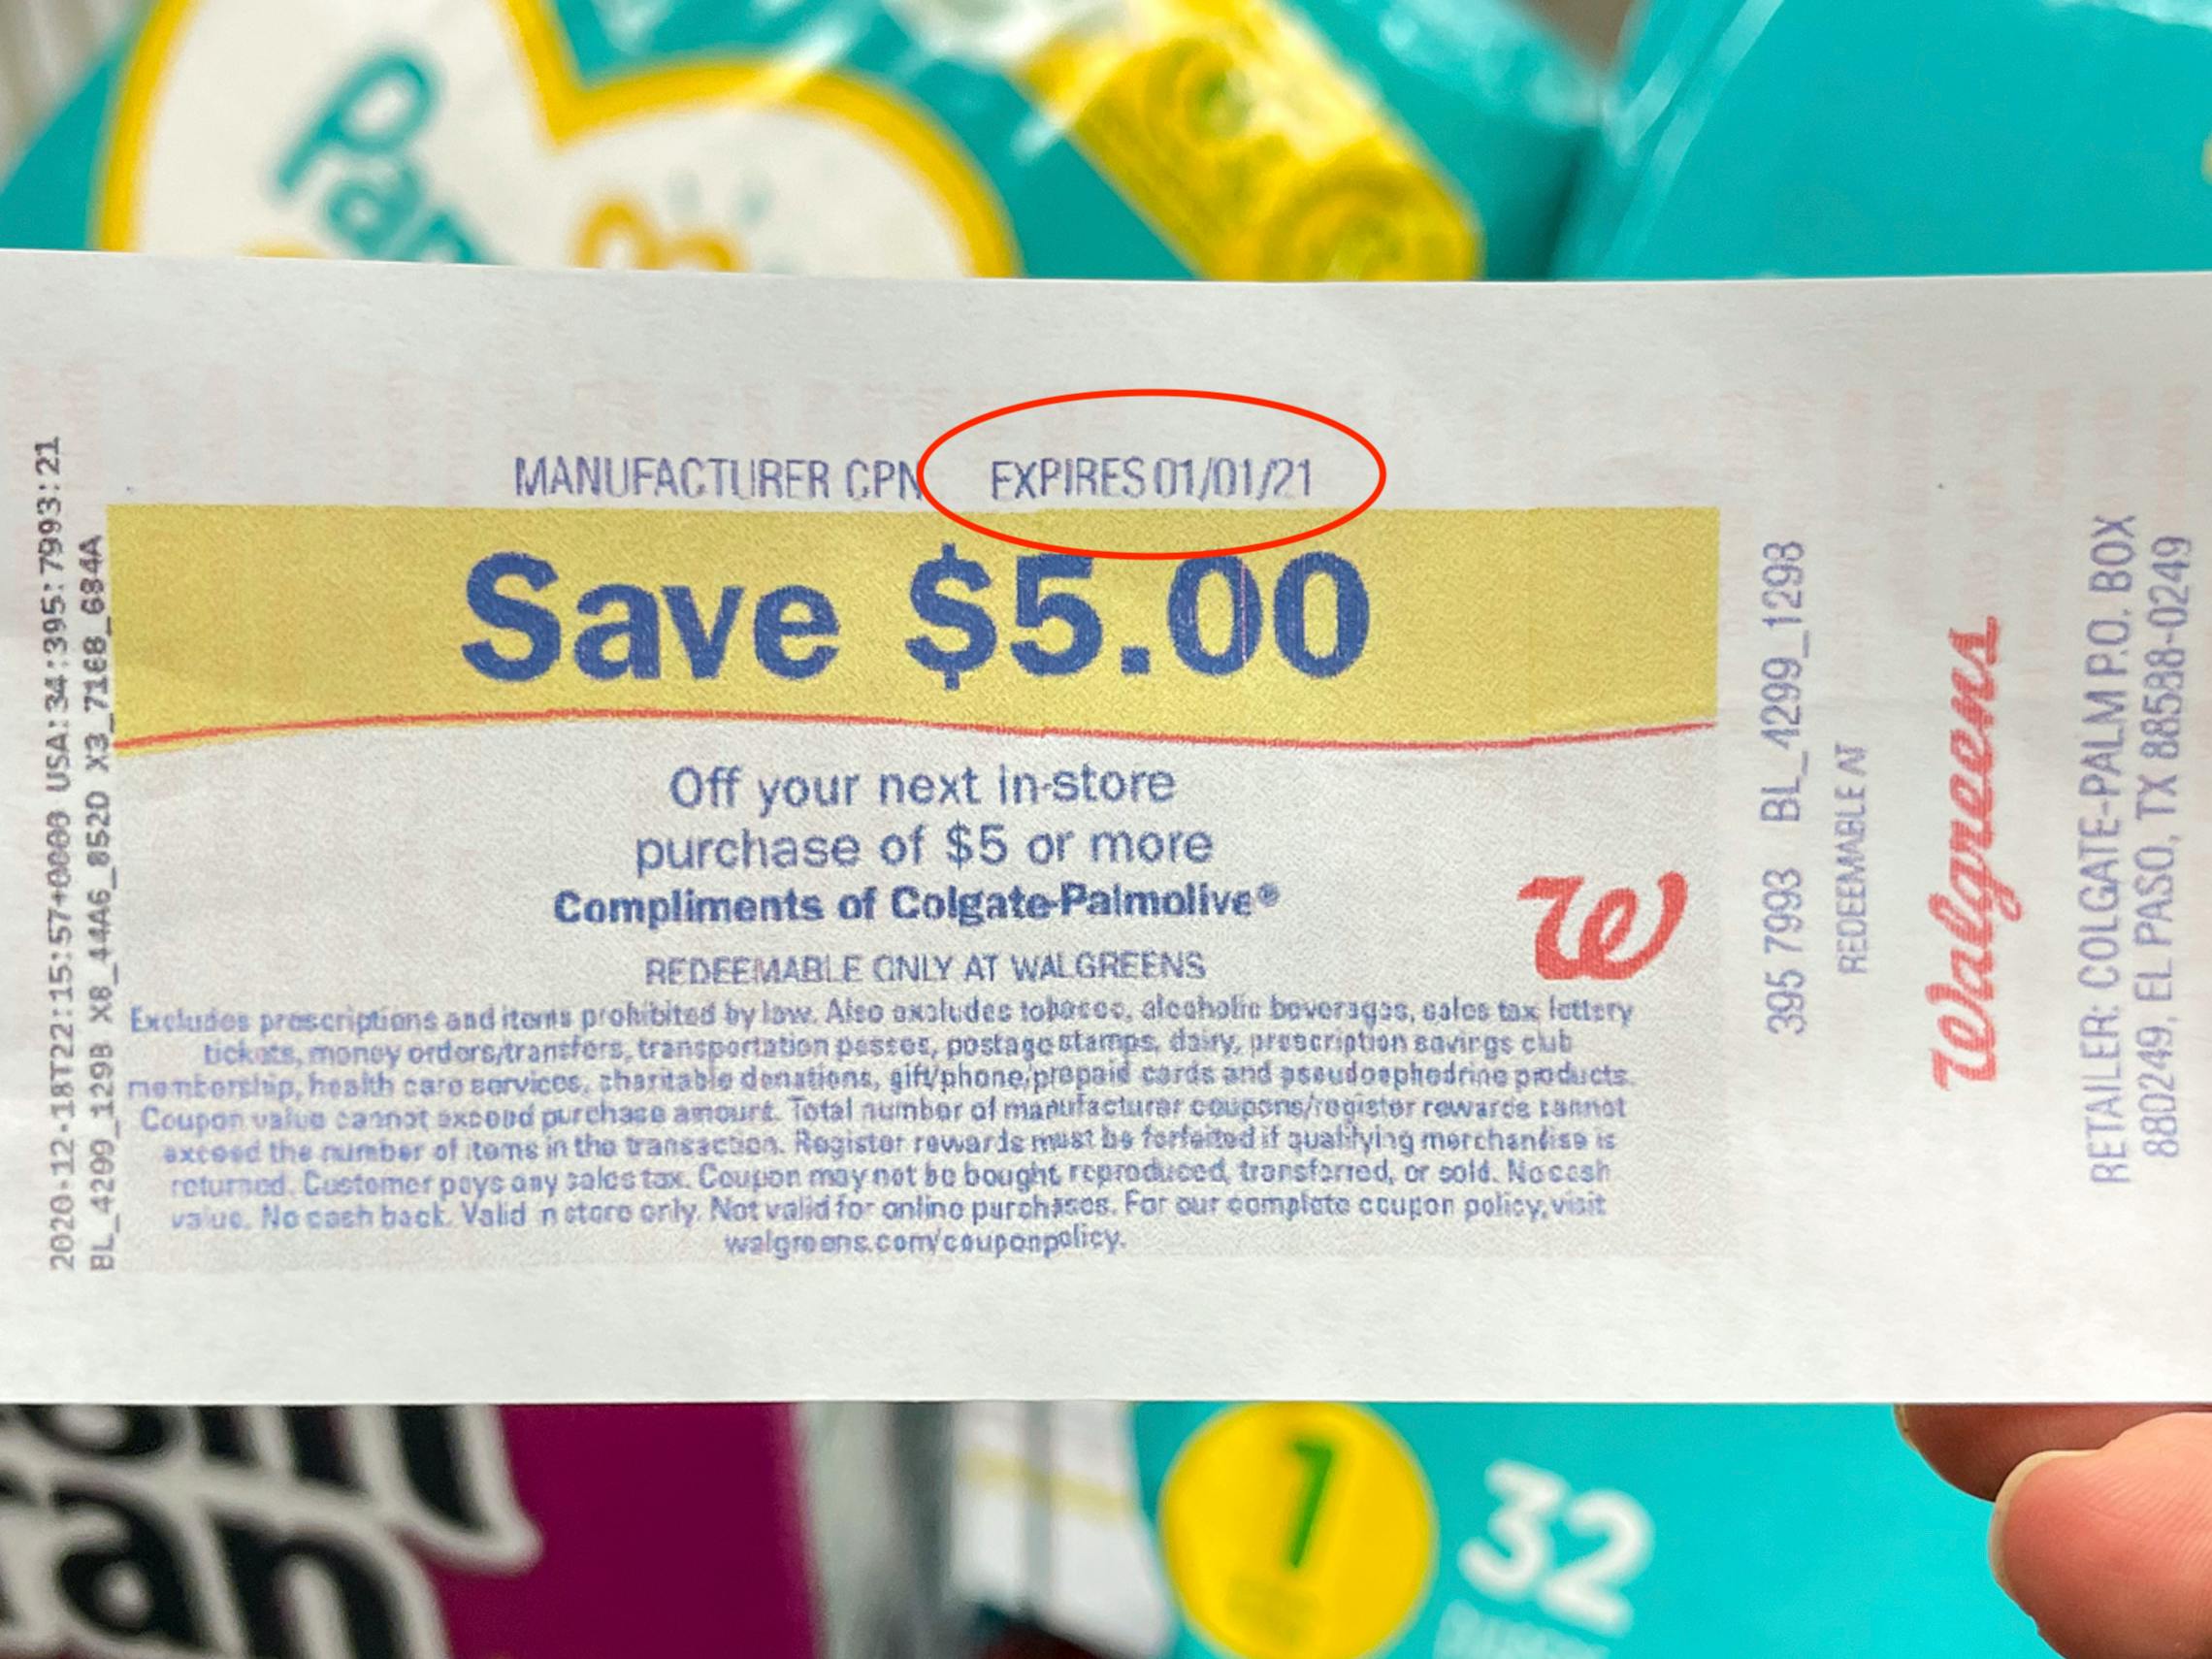 Pam
MANUFACTURER CPN EXPIRES 01/01/21
Save $5.00
Off your next in-store
purchase of $5 or more
Compliments of Colgate-Palmolive®
REDEEMABLE ONLY AT WALGREENS
W
Excludes prescriptions and items prohibited by law. Also excludes tobacco, alcoholic beverages, sales tax lottery
tickets, money orders/transfers, transportation passes, postage stamps, dairy, prescription savings club
membership, health care services, charitable donations, gift/phone/prepaid cards and pseudoephedrine products.
Coupon value cannot exceed purchase amount. Total number of manufacturer coupons/register rewards cannot
exceed the number of items in the transaction. Register rewards must be forfeited if qualifying merchandise is
returned. Customer pays any sales tax. Coupon may not be bought, reproduced, transferred, or sold. No cash
value. No cash back. Valid in store only. Not valid for online purchases. For our complete coupon policy, visit
walgreens.com/couponpolicy.
2020-12-18T22:15:57+0000 USA:34:395:7993:21
BL_4299_129B X8_44A6_852D X3_716B_684A
395 7993 BL_4299_129B
REDEEMABLE AT
Walgreens
RETAILER: COLGATE-PALM P.O. BOX
880249, EL PASO, TX 88588-0249
1
32